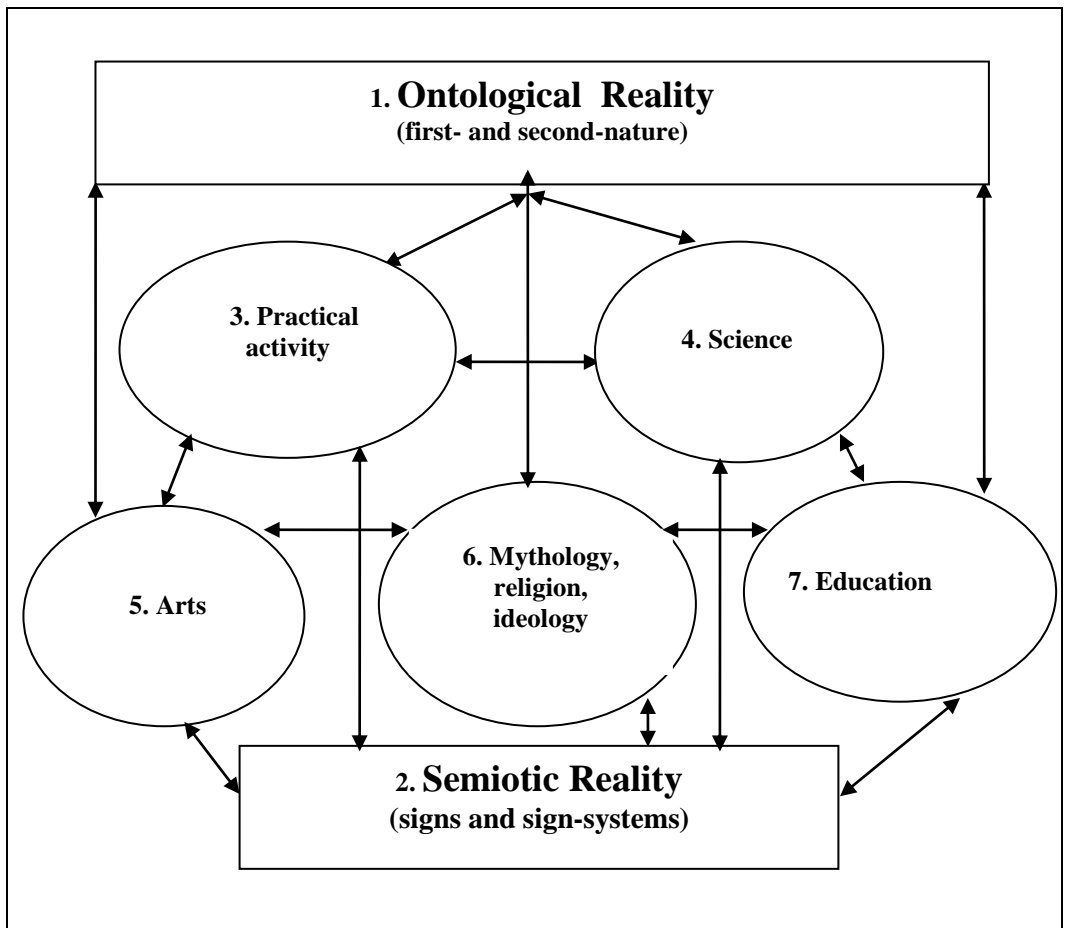 1. Ontological Reality
(first- and second-nature)
3. Practical
activity
4. Science
5. Arts
6. Mythology,
religion,
ideology
7. Education
2. Semiotic Reality
(signs and sign-systems)